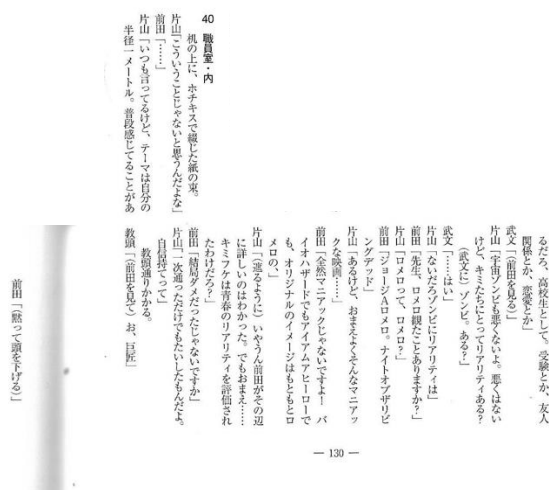 40 職員室・内
机の上に、ホチキスで綴じた紙の束。
片山「こういうことじゃないと思うんだよな」
前田「……」
片山「いつも言ってるけど、テーマは自分の
半径一メートル。普段感じてることがあ
るだろ、高校生として。受験とか、友人
関係とか、恋愛とか」
武文「(前田を見る)」
片山「宇宙ゾンビも悪くないよ。悪くはない
けど、キミたちにとってリアリティある?
(武文に)ゾンビ。ある?」
武文「……はい」
片山「ないだろゾンビにリアリティは」
前田「先生、ロメロ観たことありますか?」
片山「ロメロって、ロメロ?」
前田「ジョージAロメロ。ナイトオブザリビ
ングデッド」
片山「あるけど、おまえよくそんなマニアッ
クな映画……」
前田「全然マニアックじゃないですよ! バ
イオハザードでもアイアムアヒーローで
も、オリジナルのイメージはもともとロ
メロの、」
片山「(遮るように)いやうん前田がその辺
に詳しいのはわかった。でもおまえ……
キミフケは青春のリアリティを評価され
たわけだろ?」
前田「結局ダメだったじゃないですか」
片山「一次通っただけでもたいしたもんだよ。
自信持てって」
教頭通りかかる。
教頭「(前田を見て)お、巨匠」
前田「(黙って頭を下げる)」
― 130 ―